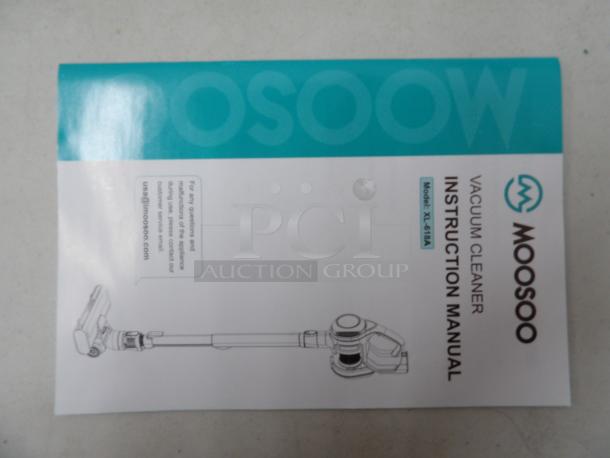 MOOSOO
MOOSOO
VACUUM CLEANER
INSTRUCTION MANUAL
Model: XL-618A
For any questions and
malfunctions of the appliance
during use, please contact our
customer service email:
usa@imoosoo.com
PCI
AUCTION GROUP